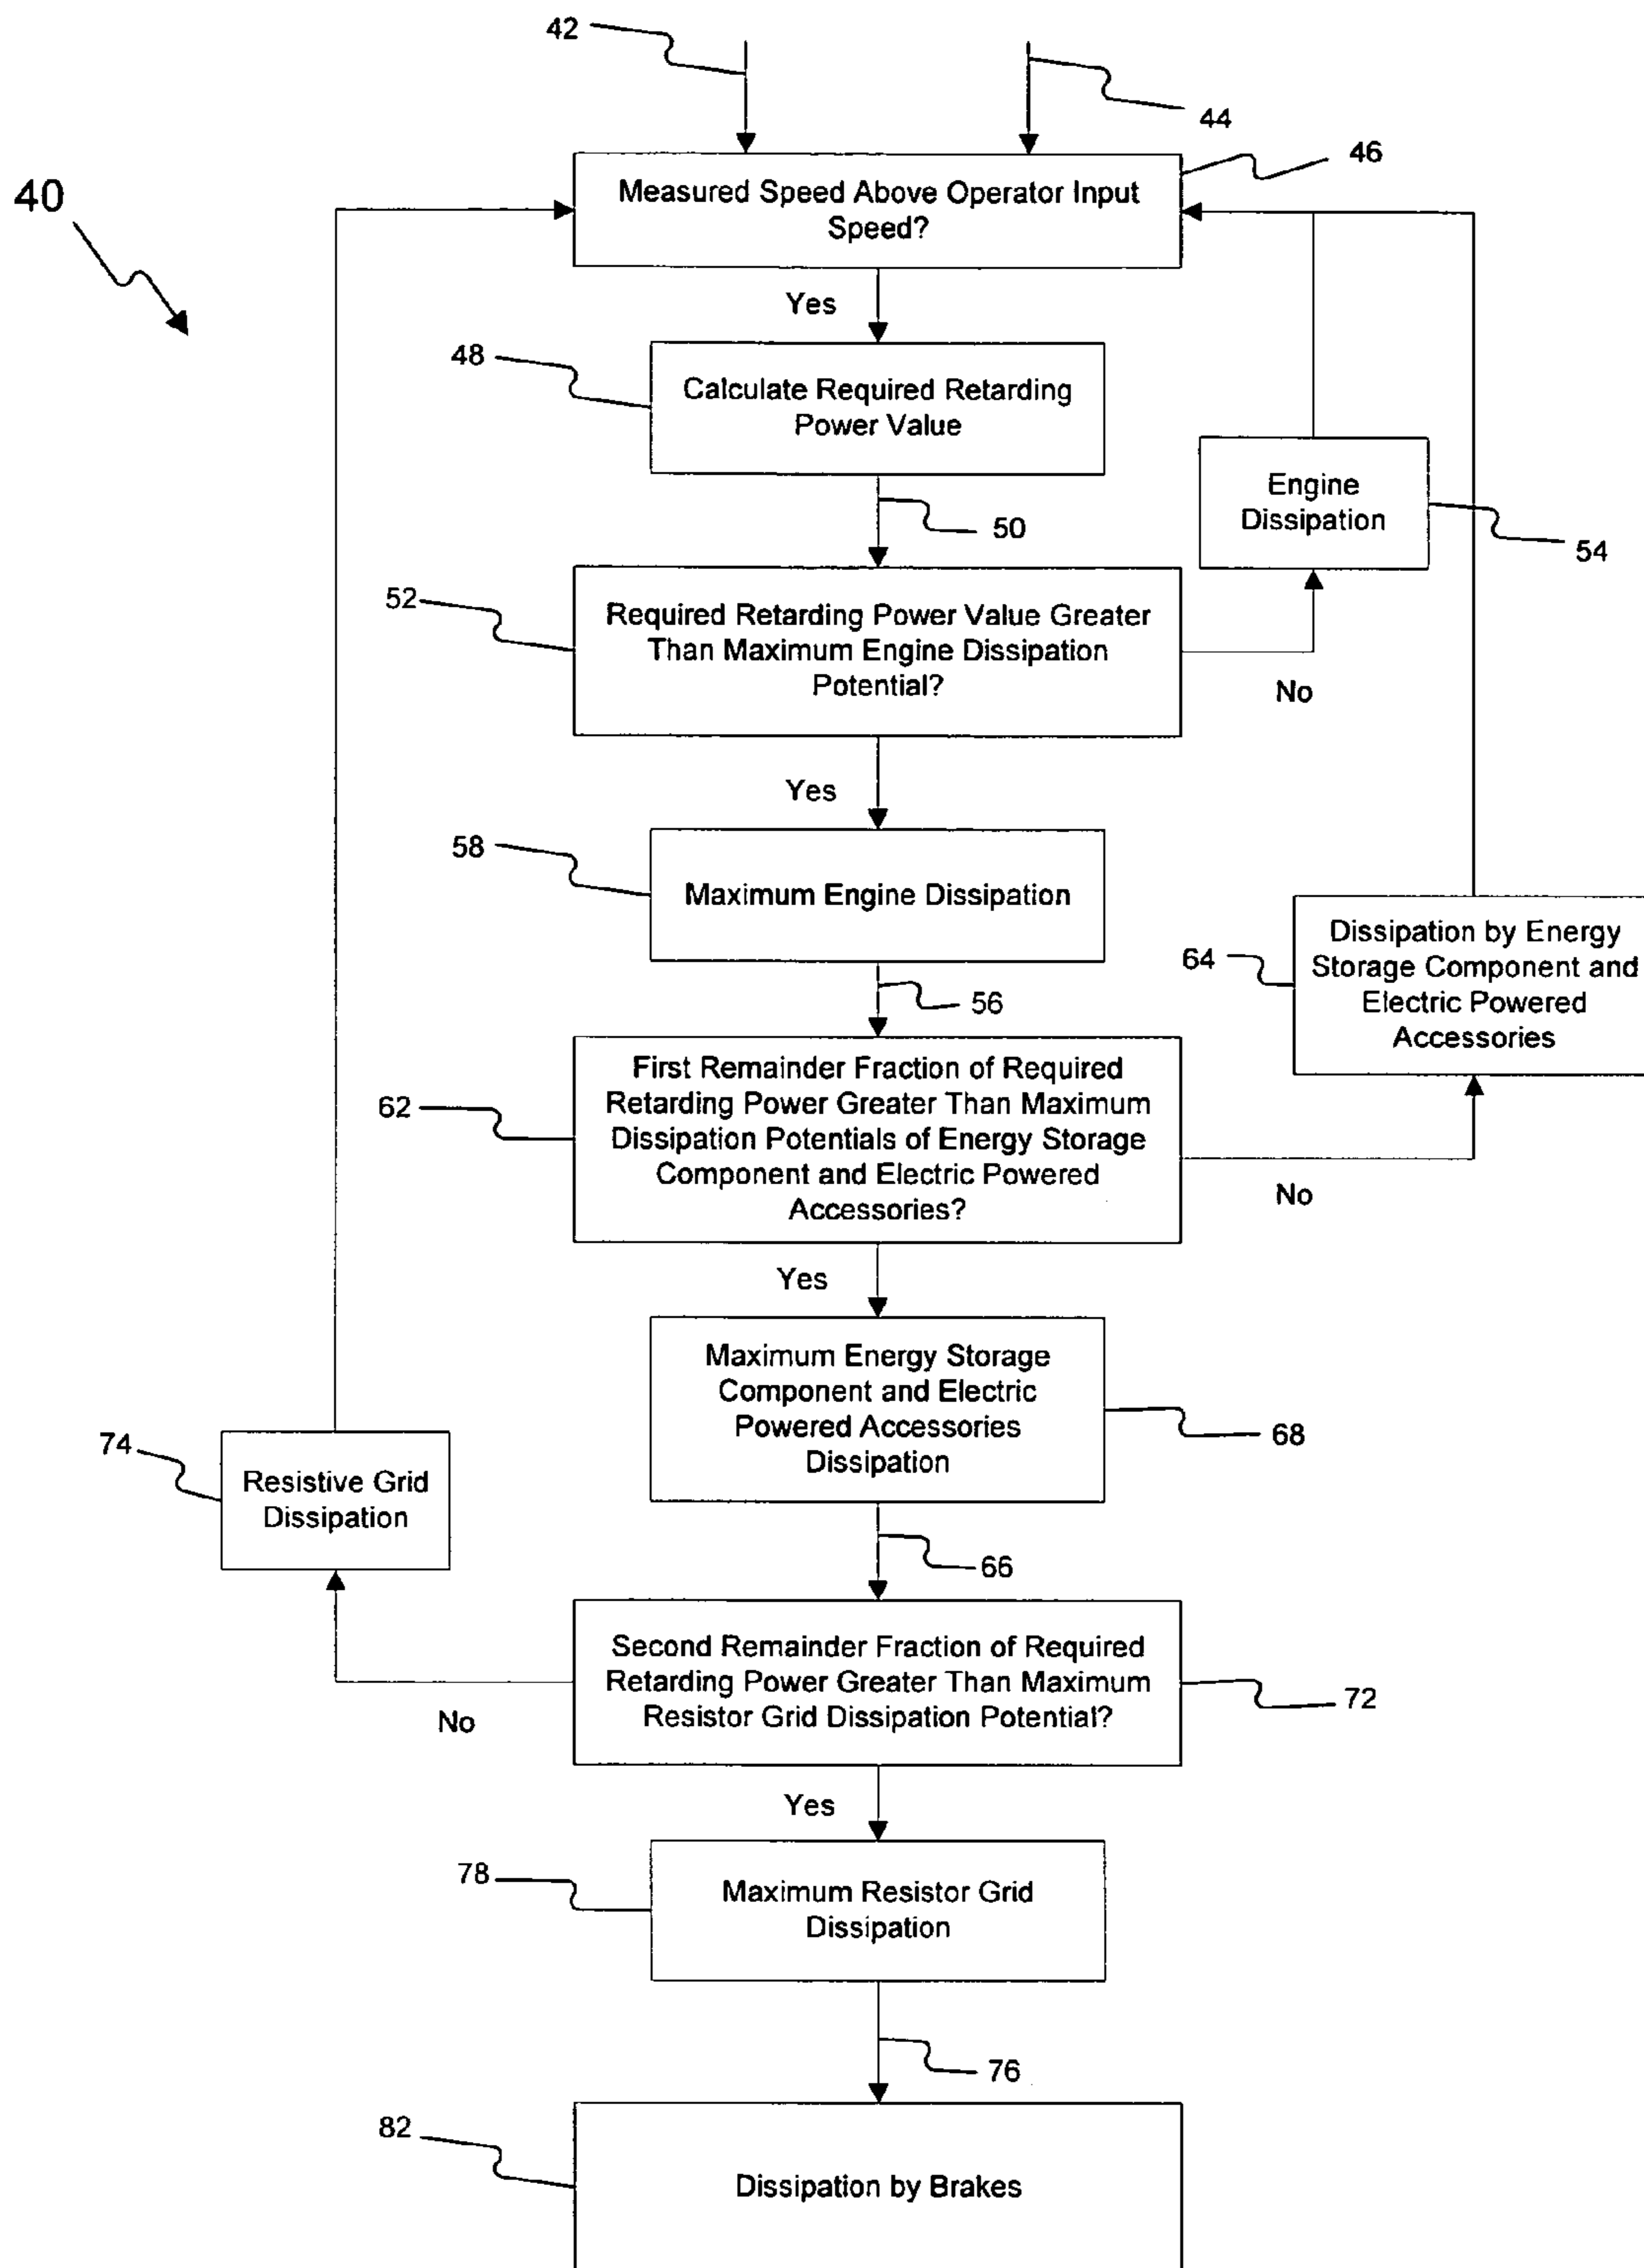 42
44
46
40
Measured Speed Above Operator Input
Speed?
Yes
48
Calculate Required Retarding
Power Value
Engine
Dissipation
50
54
52
Required Retarding Power Value Greater
Than Maximum Engine Dissipation
Potential?
No
Yes
58
Maximum Engine Dissipation
64
Dissipation by Energy
Storage Component and
Electric Powered
Accessories
56
62
First Remainder Fraction of Required
Retarding Power Greater Than Maximum
Dissipation Potentials of Energy Storage
Component and Electric Powered
Accessories?
No
Yes
Maximum Energy Storage
Component and Electric
Powered Accessories
Dissipation
68
74
Resistive Grid
Dissipation
66
Second Remainder Fraction of Required
Retarding Power Greater Than Maximum
Resistor Grid Dissipation Potential?
72
No
Yes
78
Maximum Resistor Grid
Dissipation
76
82
Dissipation by Brakes